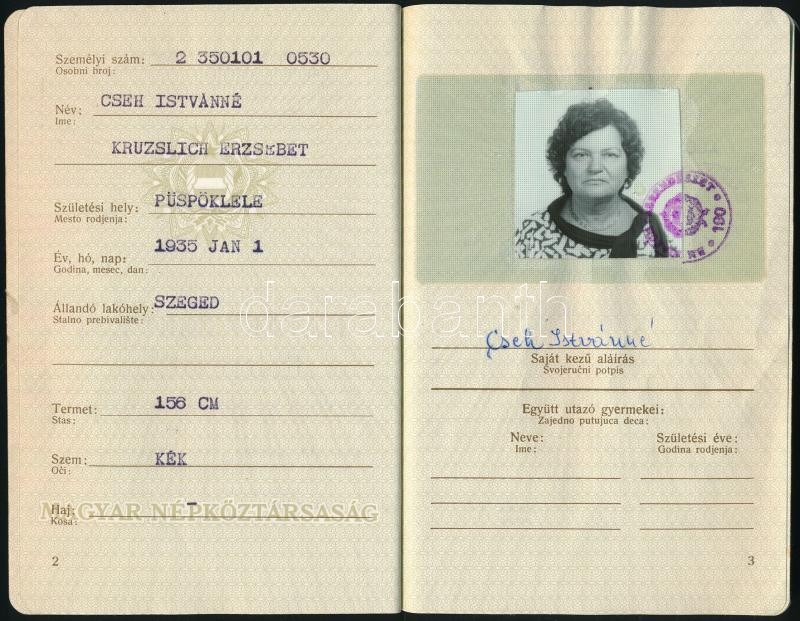 Személyi szám: 2 350101 0530
Osobni broj:
Név: CSEH ISTVÁNNÉ
Ime:
KRUZSLICH ERZSEBET
Születési hely: PÜSPÖKLELE
Mesto rodjenja:
Év, hó, nap: 1935 JAN 1
Godina, mesec, dan:
Állandó lakóhely: SZEGED
Stalno prebivalište:
Termet: 156 CM
Stas:
Szem: KÉK
Oči:
Haj: -
Kosa:
MAGYAR NÉPKÖZTÁRSASÁG
2
190
darabanth
Cseh Istvánné
Saját kezű aláírás
Svojeručni potpis
Együtt utazó gyermekei:
Zajedno putujuca deca:
Neve: Születési éve:
Ime: Godina rodjenja:
3